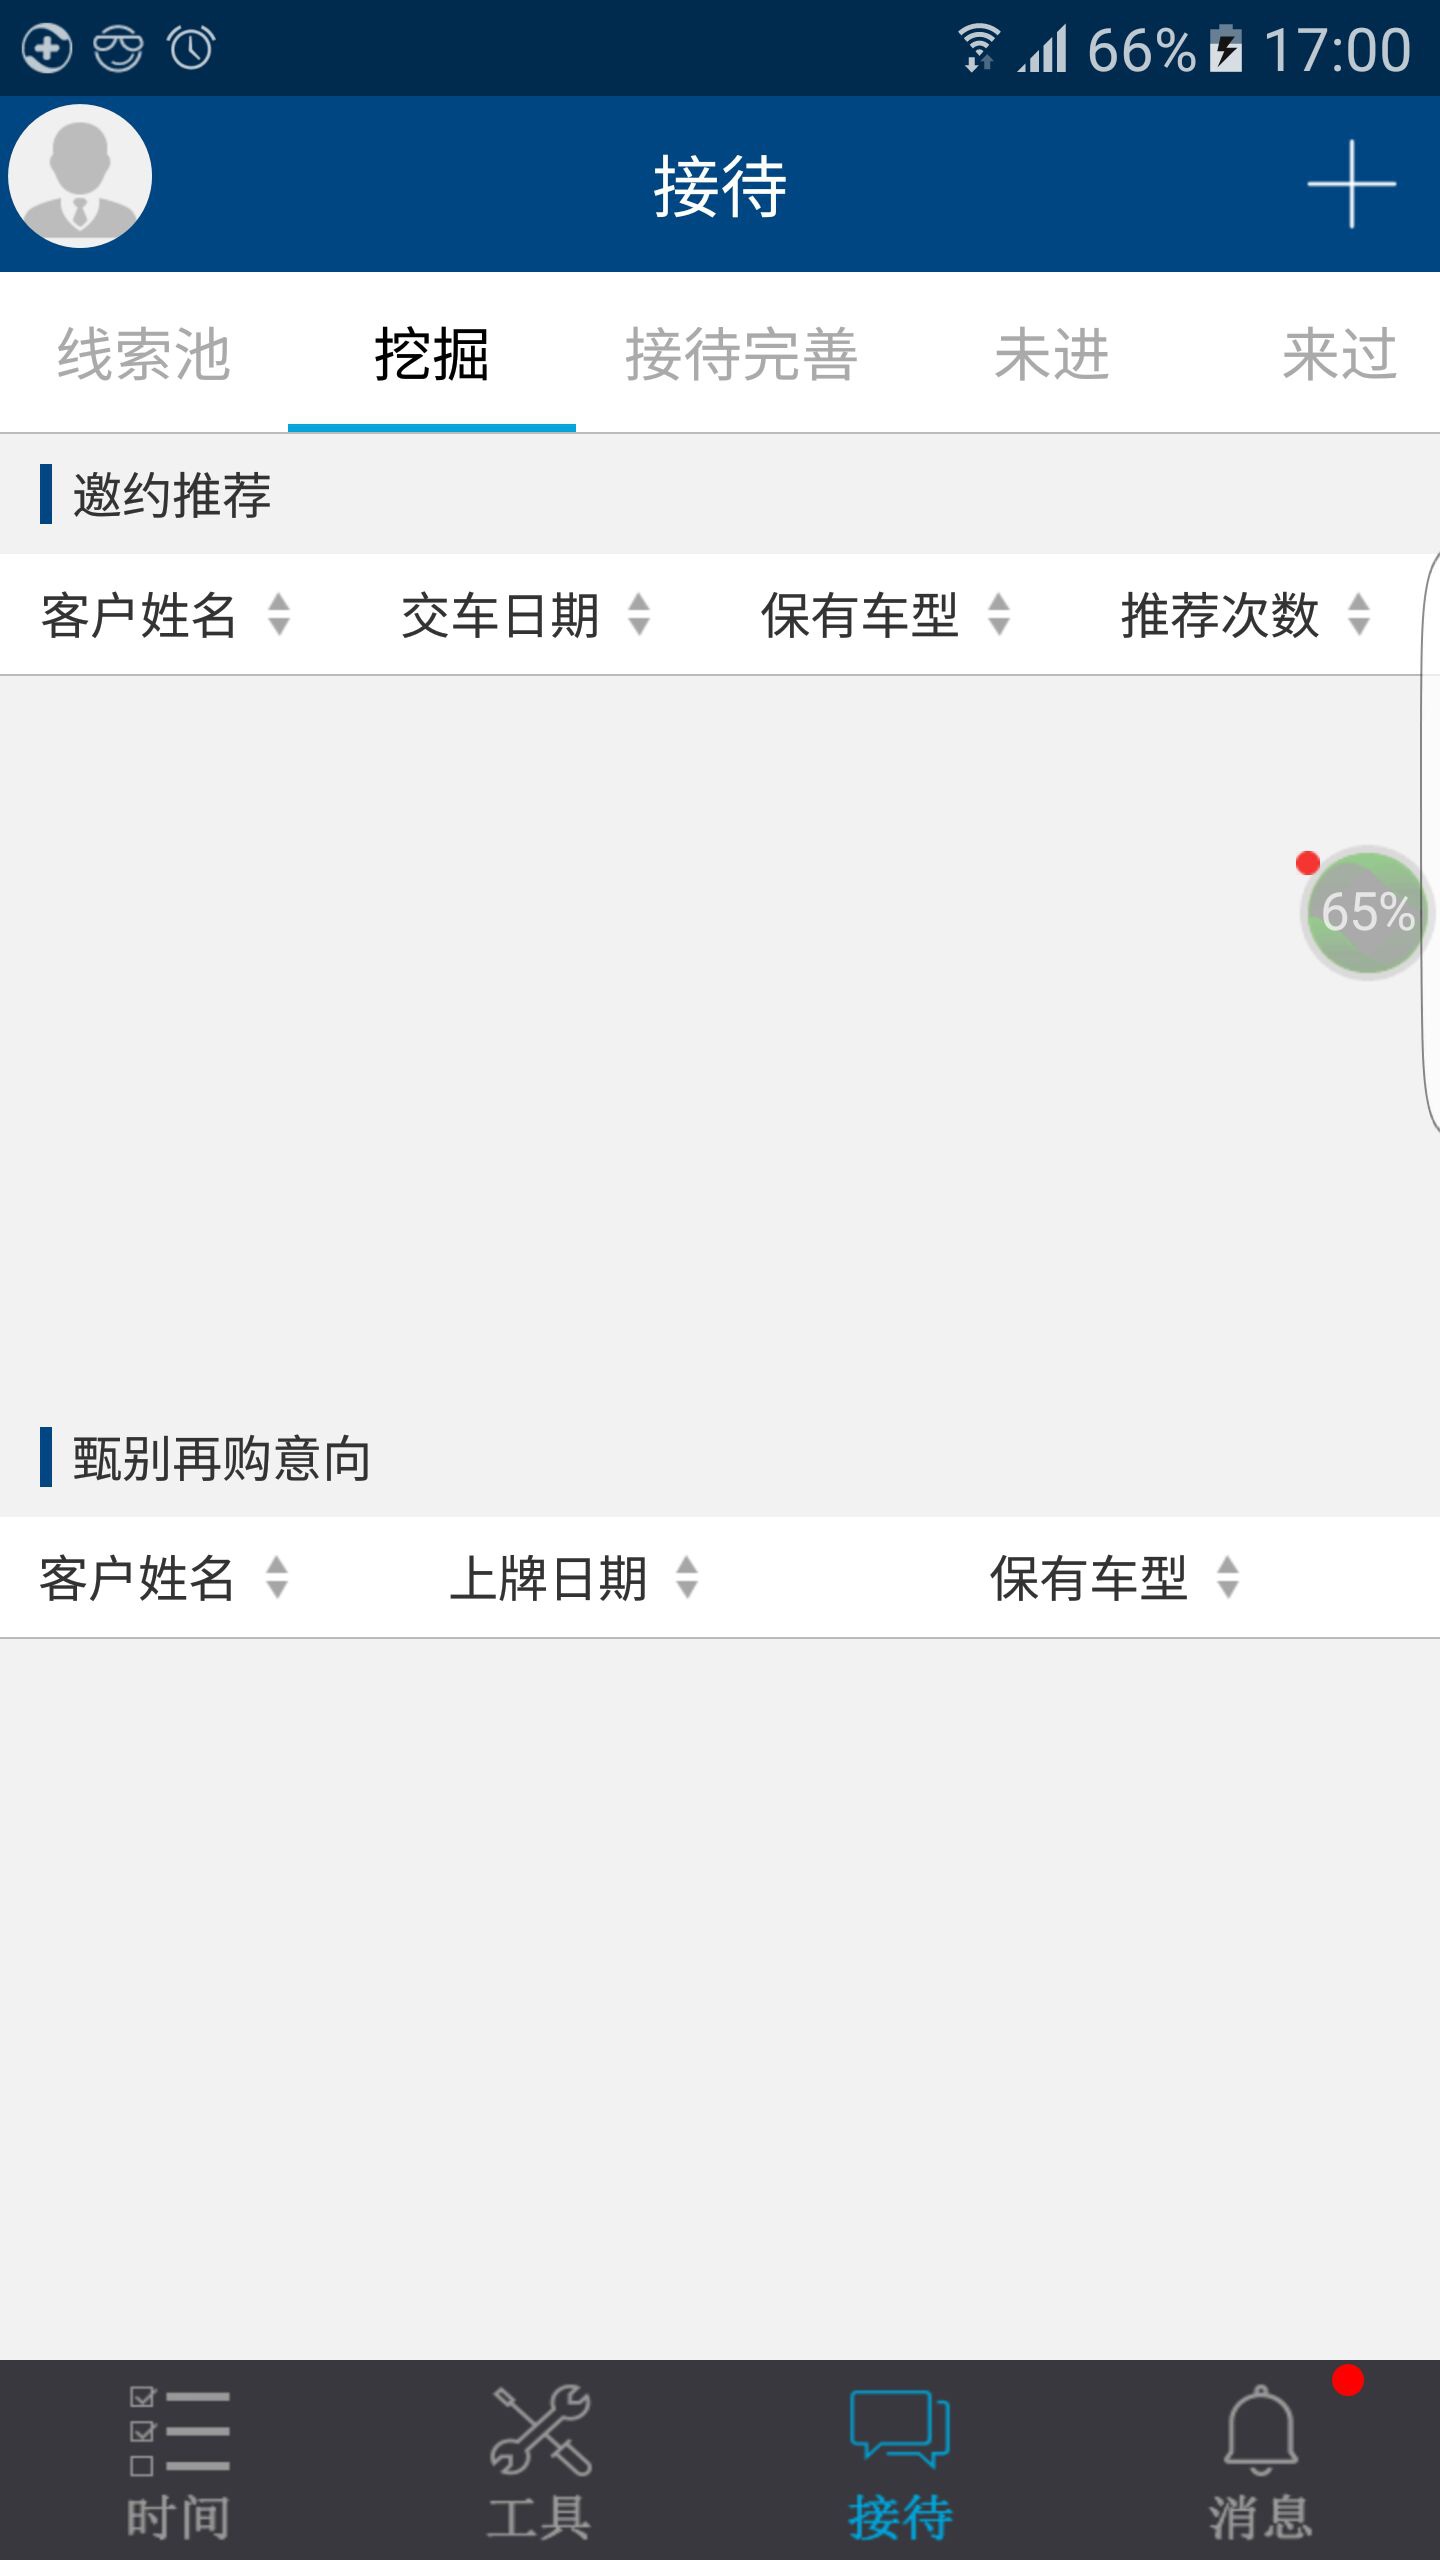 66% 17:00
接待
线索池 挖掘 接待完善 未进 来过
邀约推荐
客户姓名 交车日期 保有车型 推荐次数
65%
甄别再购意向
客户姓名 上牌日期 保有车型
时间 工具 接待 消息